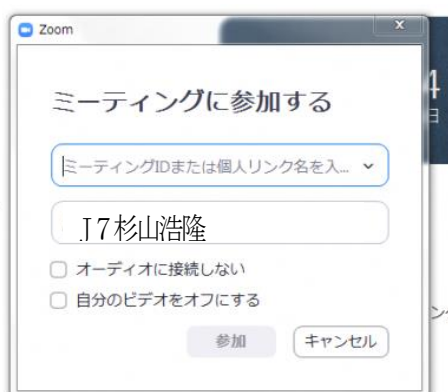 Zoom
ミーティングに参加する
ミーティングIDまたは個人リンク名を入...
J7杉山浩隆
オーディオに接続しない
自分のビデオをオフにする
参加
キャンセル
4
日